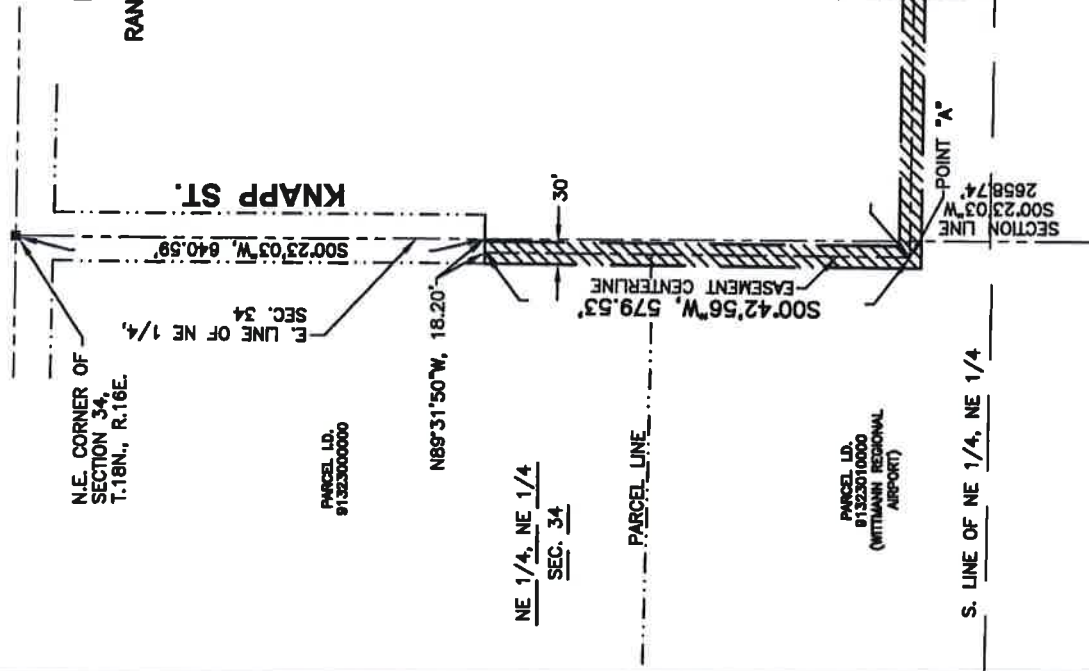 RAN
N.E. CORNER OF
SECTION 34,
T.18N., R.16E.
KNAPP ST.
S00°23'03"W, 640.59'
E. LINE OF NE 1/4,
SEC. 34
PARCEL I.D.
91323000000
N89°31'50"W, 18.20'
30'
NE 1/4, NE 1/4
SEC. 34
S00°42'56"W, 579.53'
EASEMENT CENTERLINE
PARCEL LINE
PARCEL I.D.
91323010000
(WITTMANN REGIONAL
AIRPORT)
POINT "A"
SECTION LINE
S00°23'03"W
2658.74'
S. LINE OF NE 1/4, NE 1/4